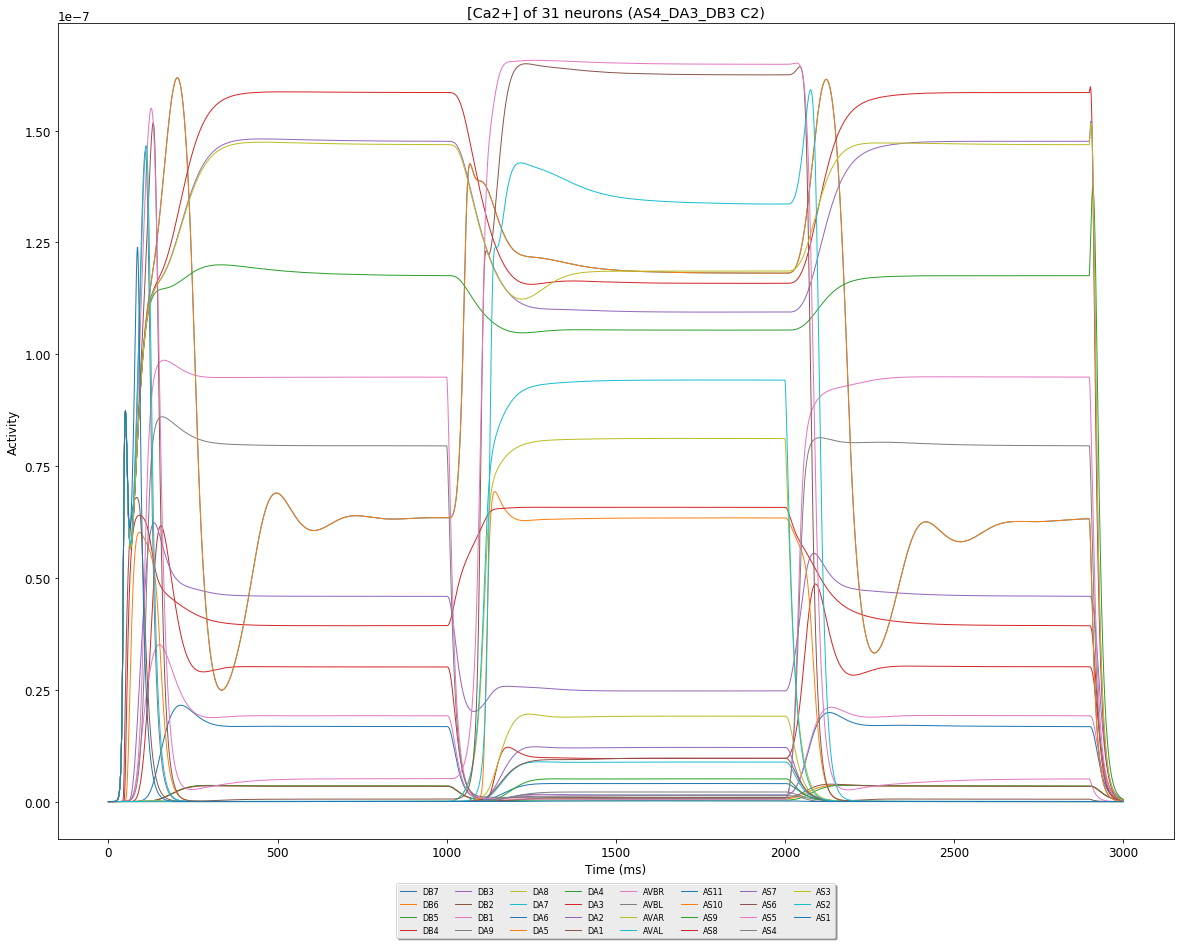 [Ca2+] of 31 neurons (AS4_DA3_DB3 C2)
1e−7
1.50
1.25
1.00
0.75
0.50
0.25
0.00
Activity
0 500 1000 1500 2000 2500 3000
Time (ms)
DB7 DB3 DA8 DA4 AVBR AS11 AS7 AS3
DB6 DB2 DA7 DA3 AVBL AS10 AS6 AS2
DB5 DB1 DA6 DA2 AVAR AS9 AS5 AS1
DB4 DA9 DA5 DA1 AVAL AS8 AS4